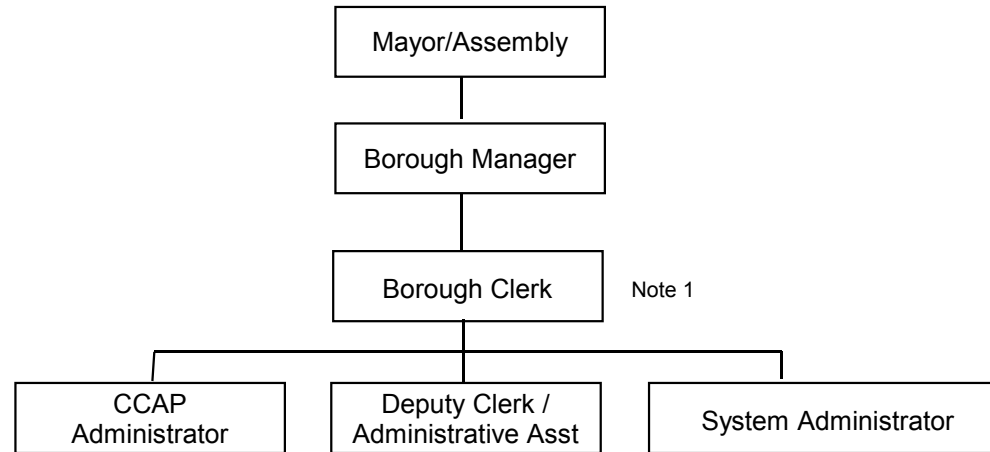 Mayor/Assembly
Borough Manager
Borough Clerk
Note 1
CCAP
Administrator
Deputy Clerk /
Administrative Asst
System Administrator